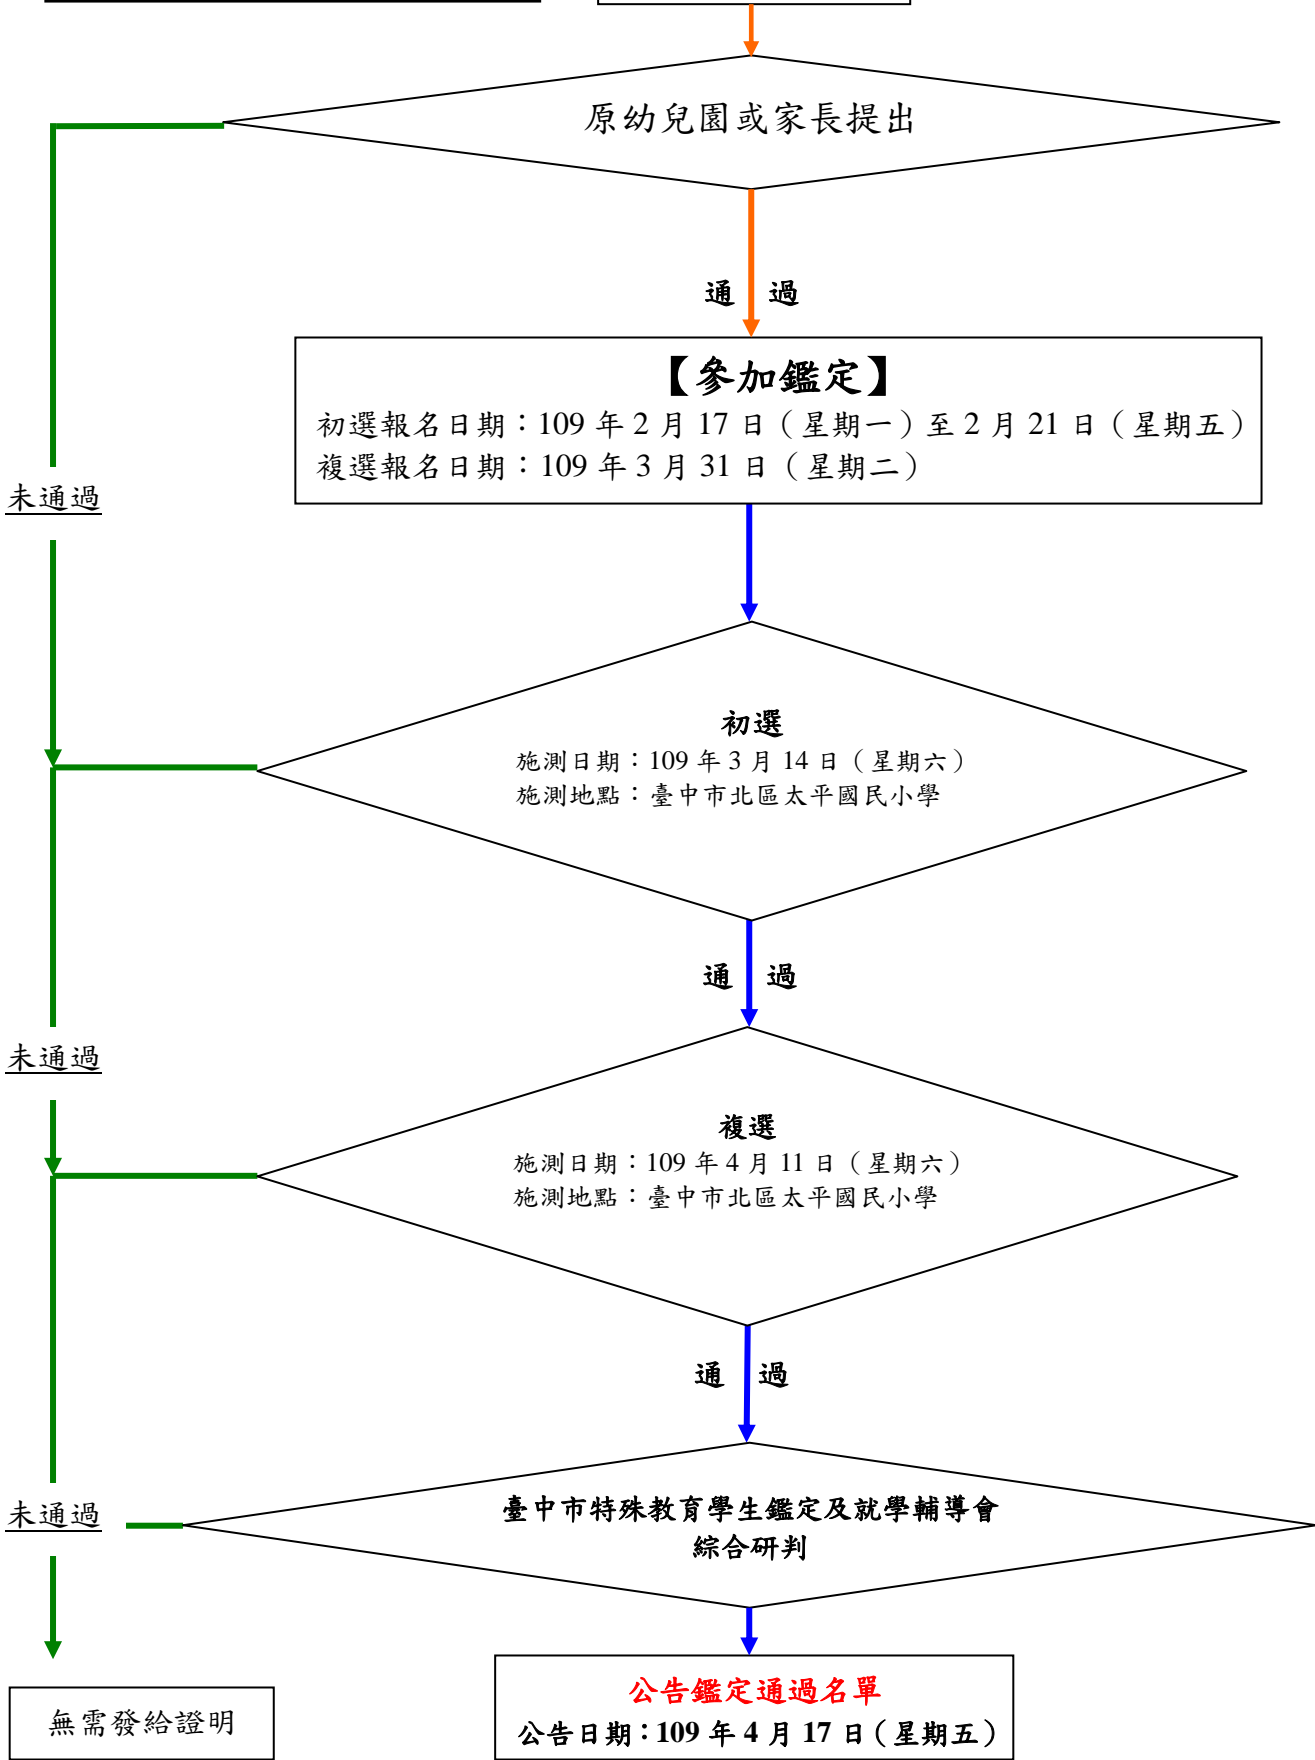 原幼兒園或家長提出
通 過
【參加鑑定】
初選報名日期：109 年 2 月 17 日（星期一）至 2 月 21 日（星期五）
複選報名日期：109 年 3 月 31 日（星期二）
未通過
初選
施測日期：109 年 3 月 14 日（星期六）
施測地點：臺中市北區太平國民小學
通 過
未通過
複選
施測日期：109 年 4 月 11 日（星期六）
施測地點：臺中市北區太平國民小學
通 過
臺中市特殊教育學生鑑定及就學輔導會
綜合研判
未通過
公告鑑定通過名單
公告日期：109 年 4 月 17 日（星期五）
無需發給證明